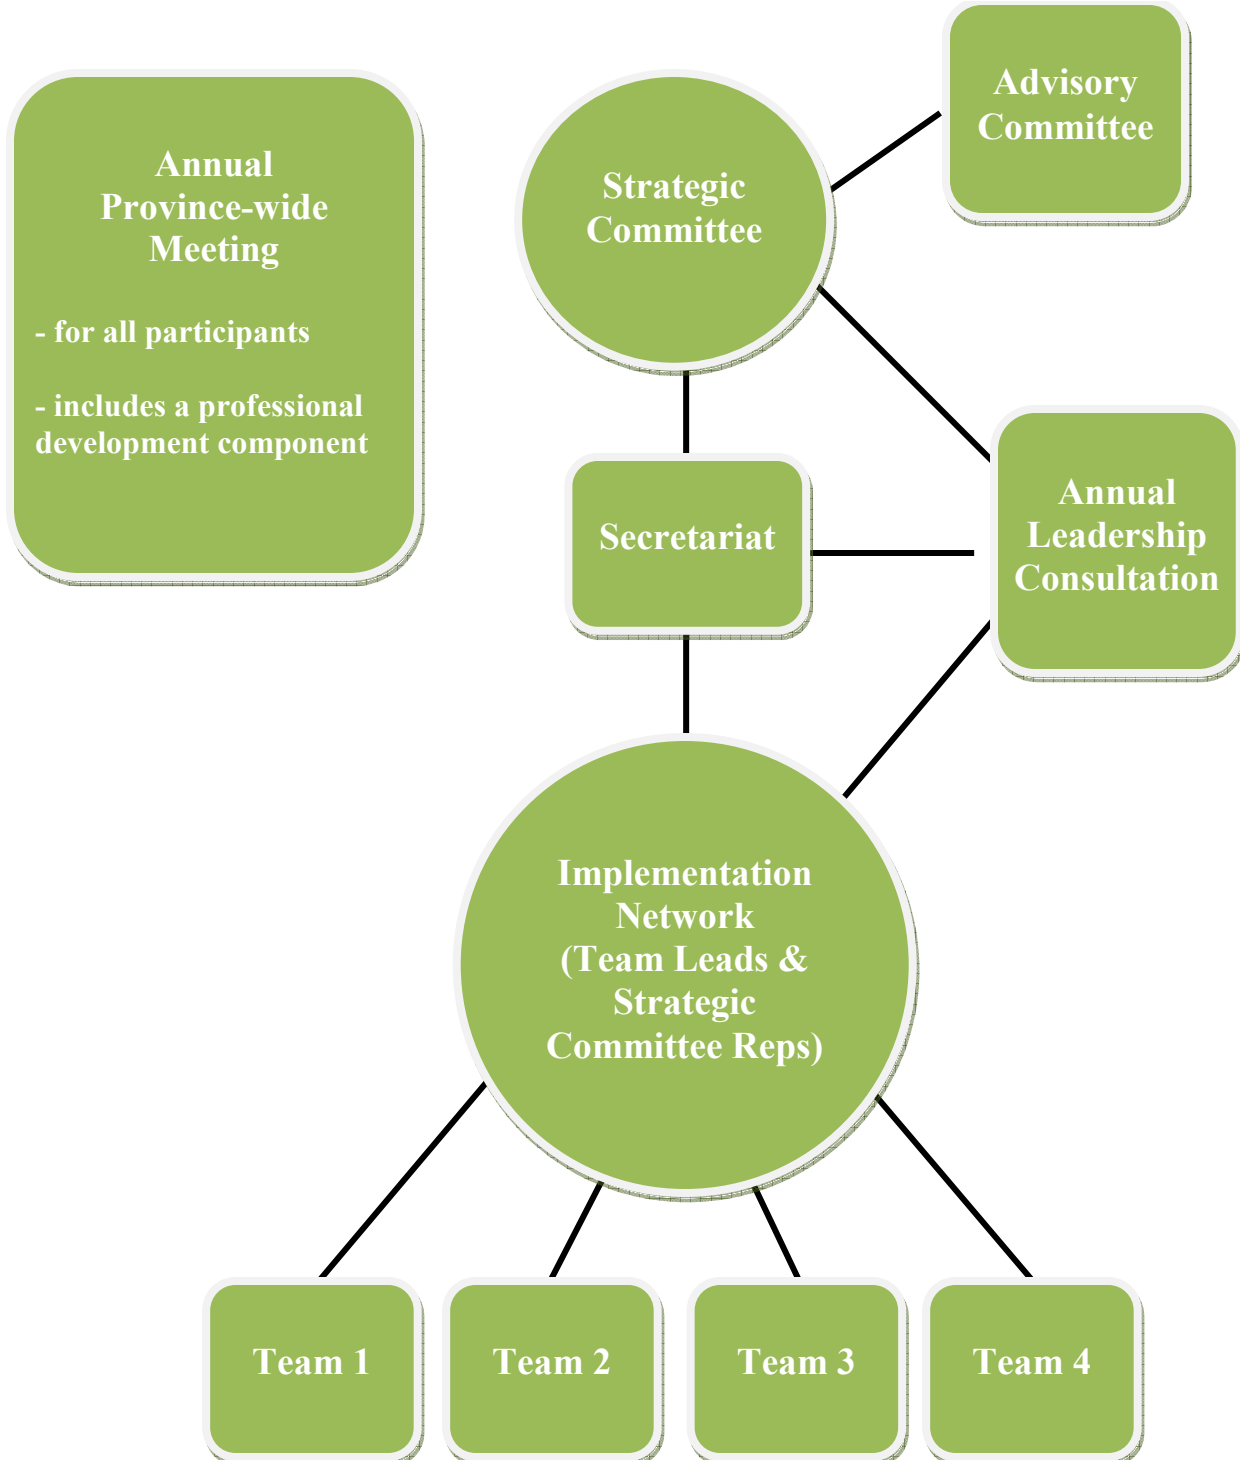 Annual
Province-wide
Meeting
- for all participants
- includes a professional
development component
Strategic
Committee
Advisory
Committee
Secretariat
Annual
Leadership
Consultation
Implementation
Network
(Team Leads &
Strategic
Committee Reps)
Team 1
Team 2
Team 3
Team 4